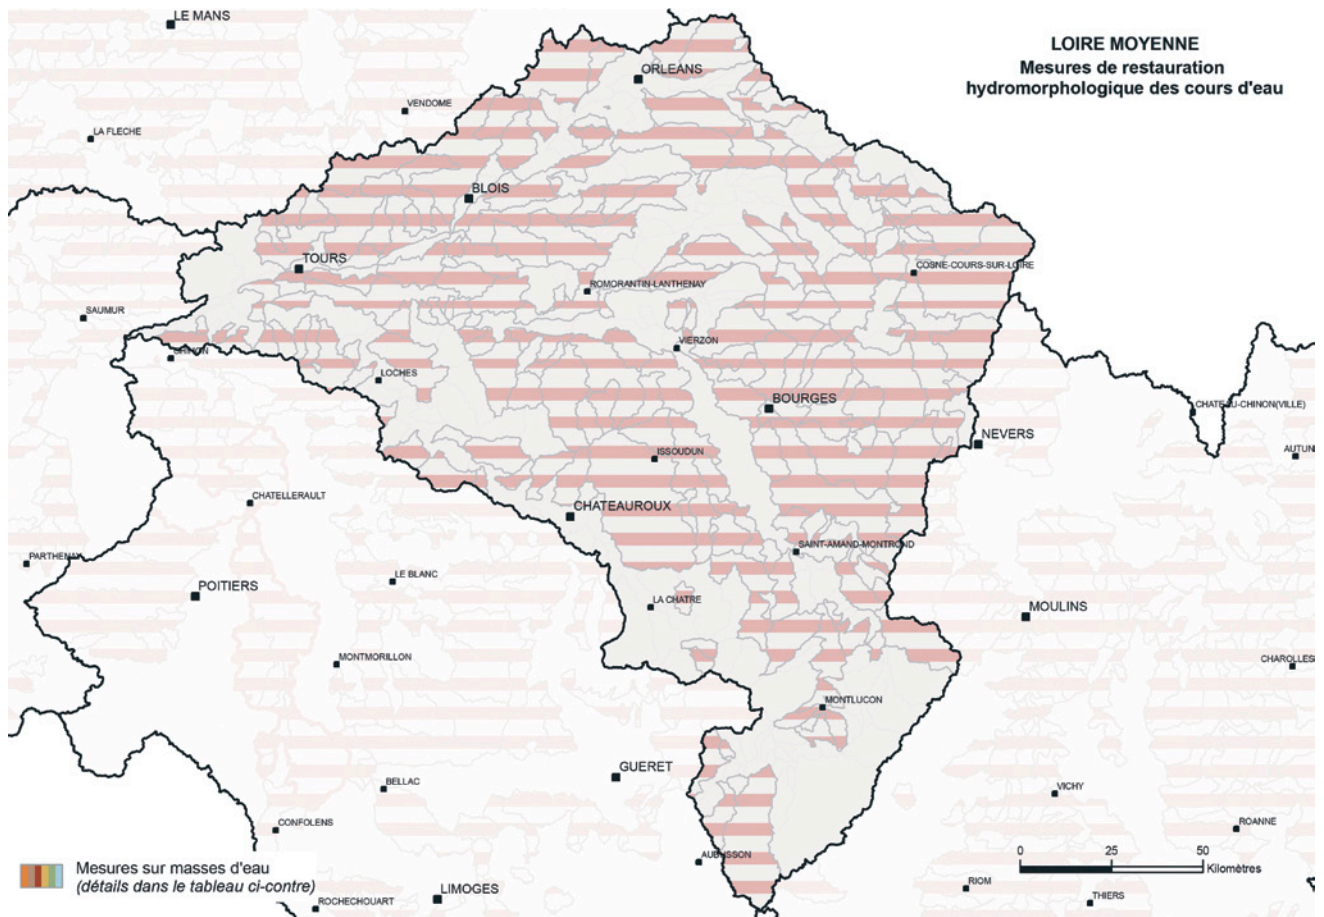 LE MANS
LOIRE MOYENNE
Mesures de restauration
hydromorphologique des cours d'eau
ORLEANS
VENDOME
LA FLECHE
BLOIS
TOURS
COSNE-COURS-SUR-LOIRE
ROMORANTIN-LANTHENAY
SAUMUR
VIERZON
CHINON
LOCHES
BOURGES
CHATEAU-CHINON(VILLE)
NEVERS
ISSOUDUN
AUTUN
CHATELLERAULT
CHATEAUROUX
SAINT-AMAND-MONTROND
PARTHENAY
LE BLANC
POITIERS
LA CHATRE
MOULINS
MONTMORILLON
CHAROLLES
MONTLUCON
GUERET
BELLAC
VICHY
CONFOLENS
ROANNE
AUBUSSON
0 25 50
Kilomètres
Mesures sur masses d'eau
(détails dans le tableau ci-contre)
LIMOGES
RIOM
THIERS
ROCHECHOUART